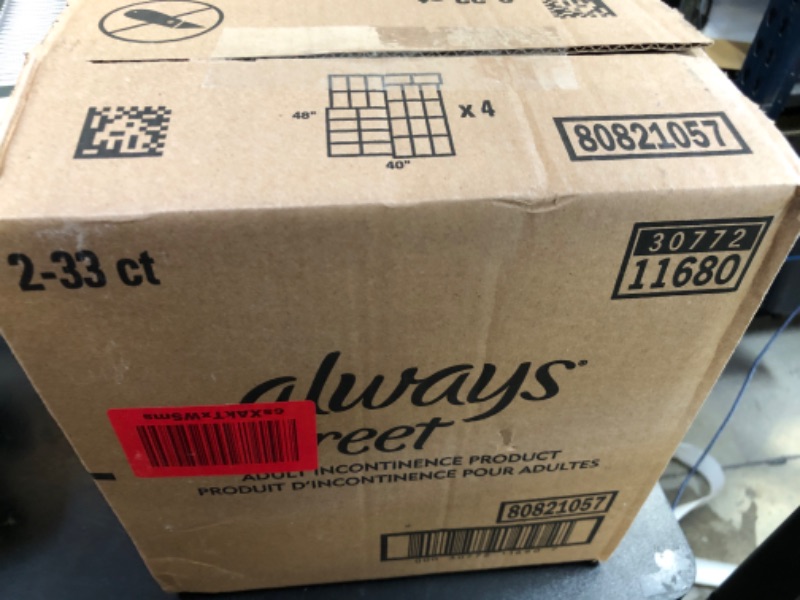 48"
x 4
40"
80821057
2-33 ct
30772
11680
always
reet
6aXAkTxWSma
ADULT INCONTINENCE PRODUCT
PRODUIT D'INCONTINENCE POUR ADULTES
80821057